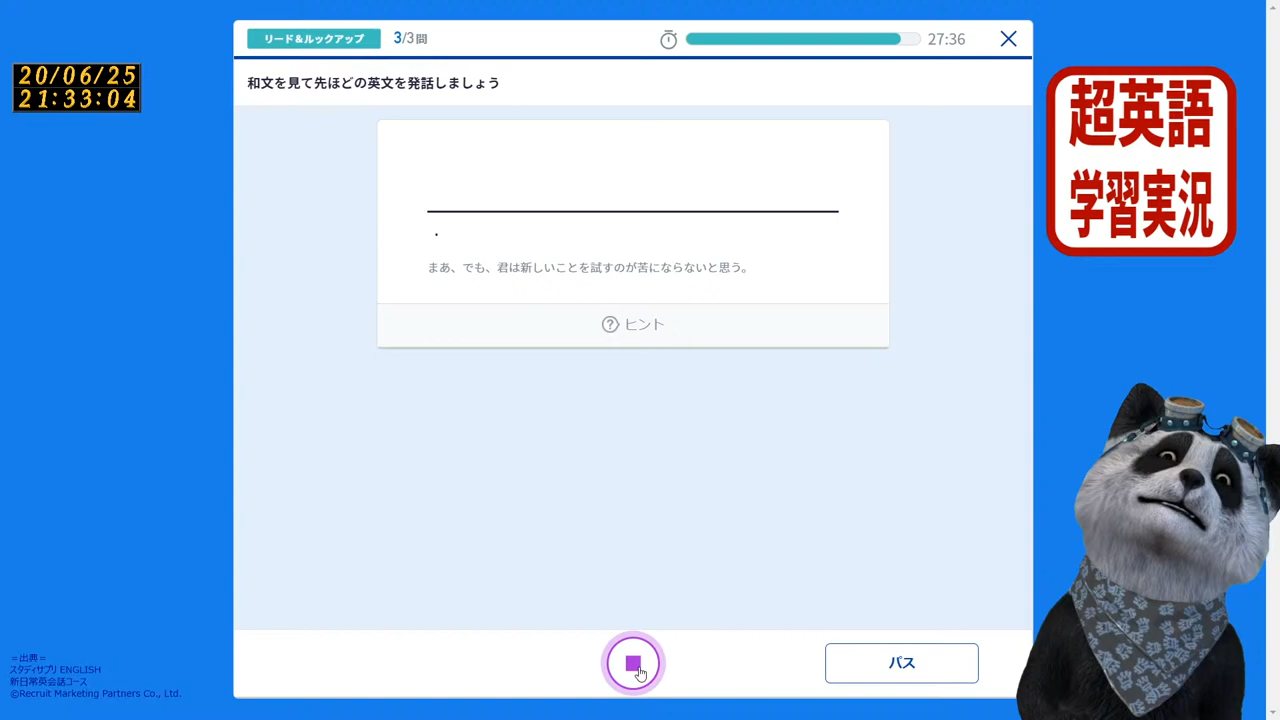 リード&ルックアップ 3/3問 27:36
20/06/25
21:33:04
和文を見て先ほどの英文を発話しましょう
超英語
学習実況
.
まあ、でも、君は新しいことを試すのが苦にならないと思う。
? ヒント
パス
=出典=
スタディサプリ ENGLISH
新日常英会話コース
©Recruit Marketing Partners Co., Ltd.